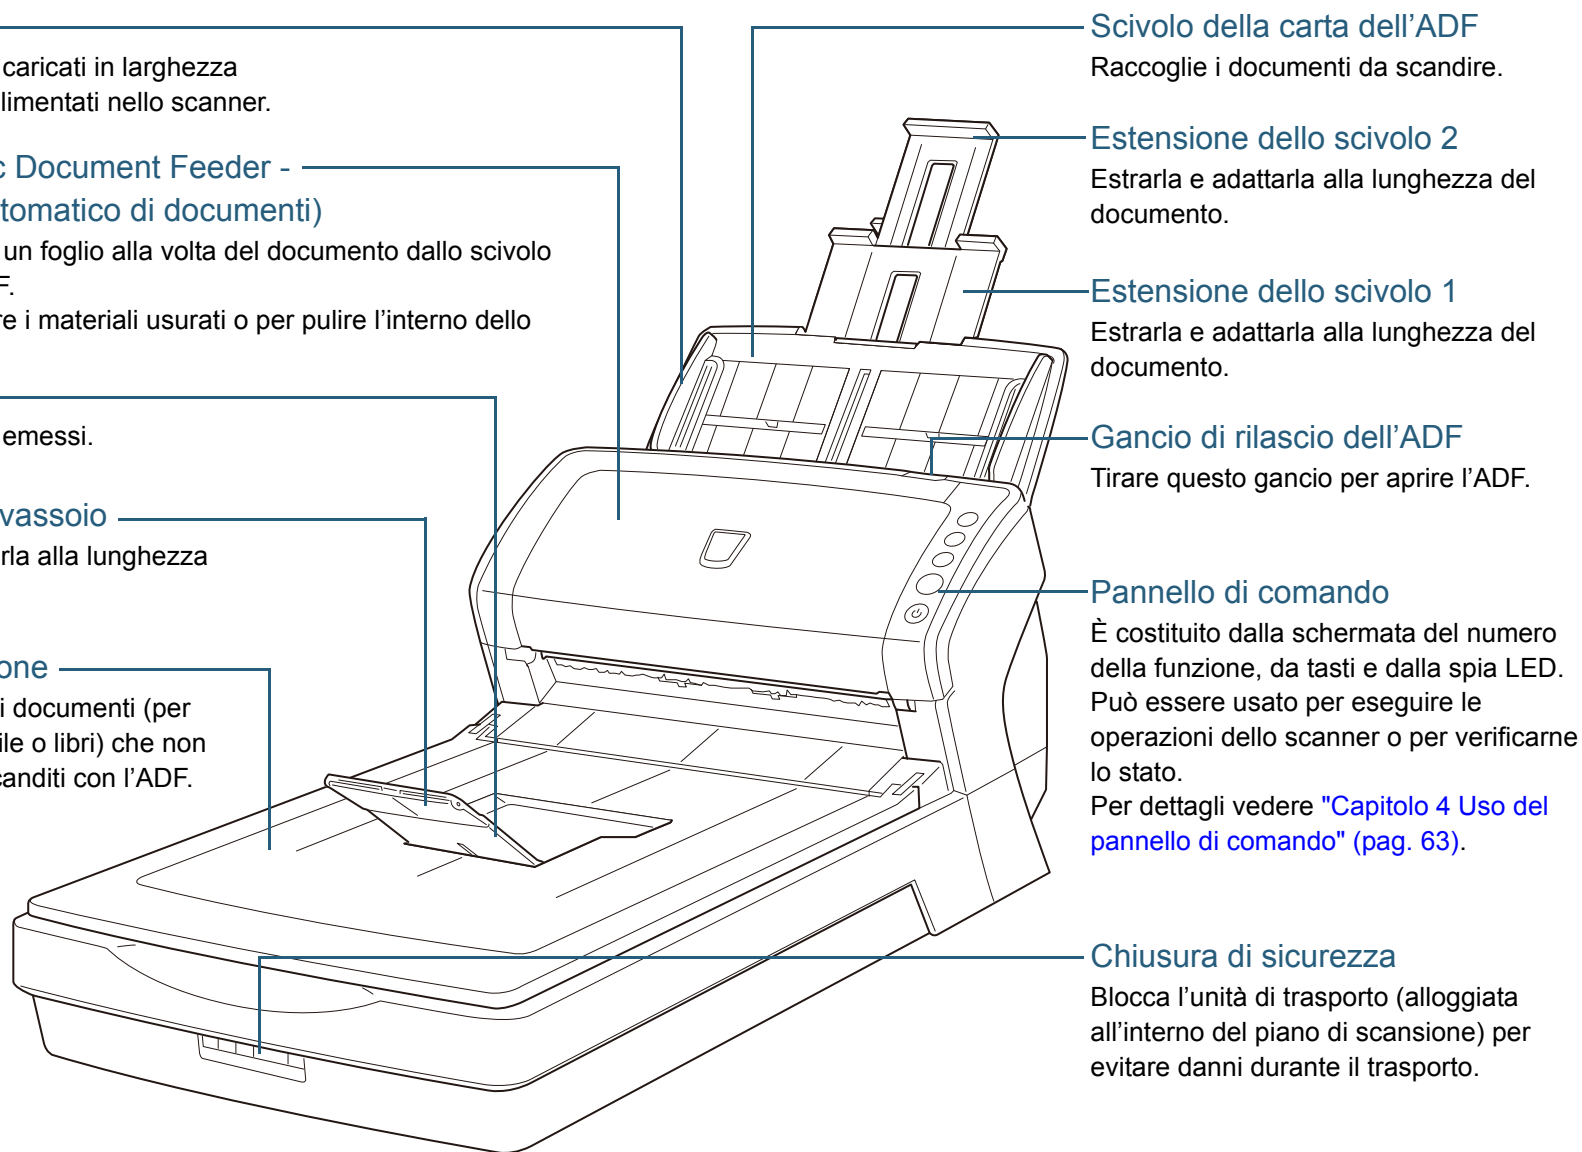 caricati in larghezza
limentati nello scanner.
c Document Feeder -
tomatico di documenti)
un foglio alla volta del documento dallo scivolo
F.
re i materiali usurati o per pulire l'interno dello
emessi.
vassoio
rla alla lunghezza
one
i documenti (per
ile o libri) che non
canditi con l'ADF.
Scivolo della carta dell'ADF
Raccoglie i documenti da scandire.
Estensione dello scivolo 2
Estrarla e adattarla alla lunghezza del
documento.
Estensione dello scivolo 1
Estrarla e adattarla alla lunghezza del
documento.
Gancio di rilascio dell'ADF
Tirare questo gancio per aprire l'ADF.
Pannello di comando
È costituito dalla schermata del numero
della funzione, da tasti e dalla spia LED.
Può essere usato per eseguire le
operazioni dello scanner o per verificarne
lo stato.
Per dettagli vedere "Capitolo 4 Uso del
pannello di comando" (pag. 63).
Chiusura di sicurezza
Blocca l'unità di trasporto (alloggiata
all'interno del piano di scansione) per
evitare danni durante il trasporto.